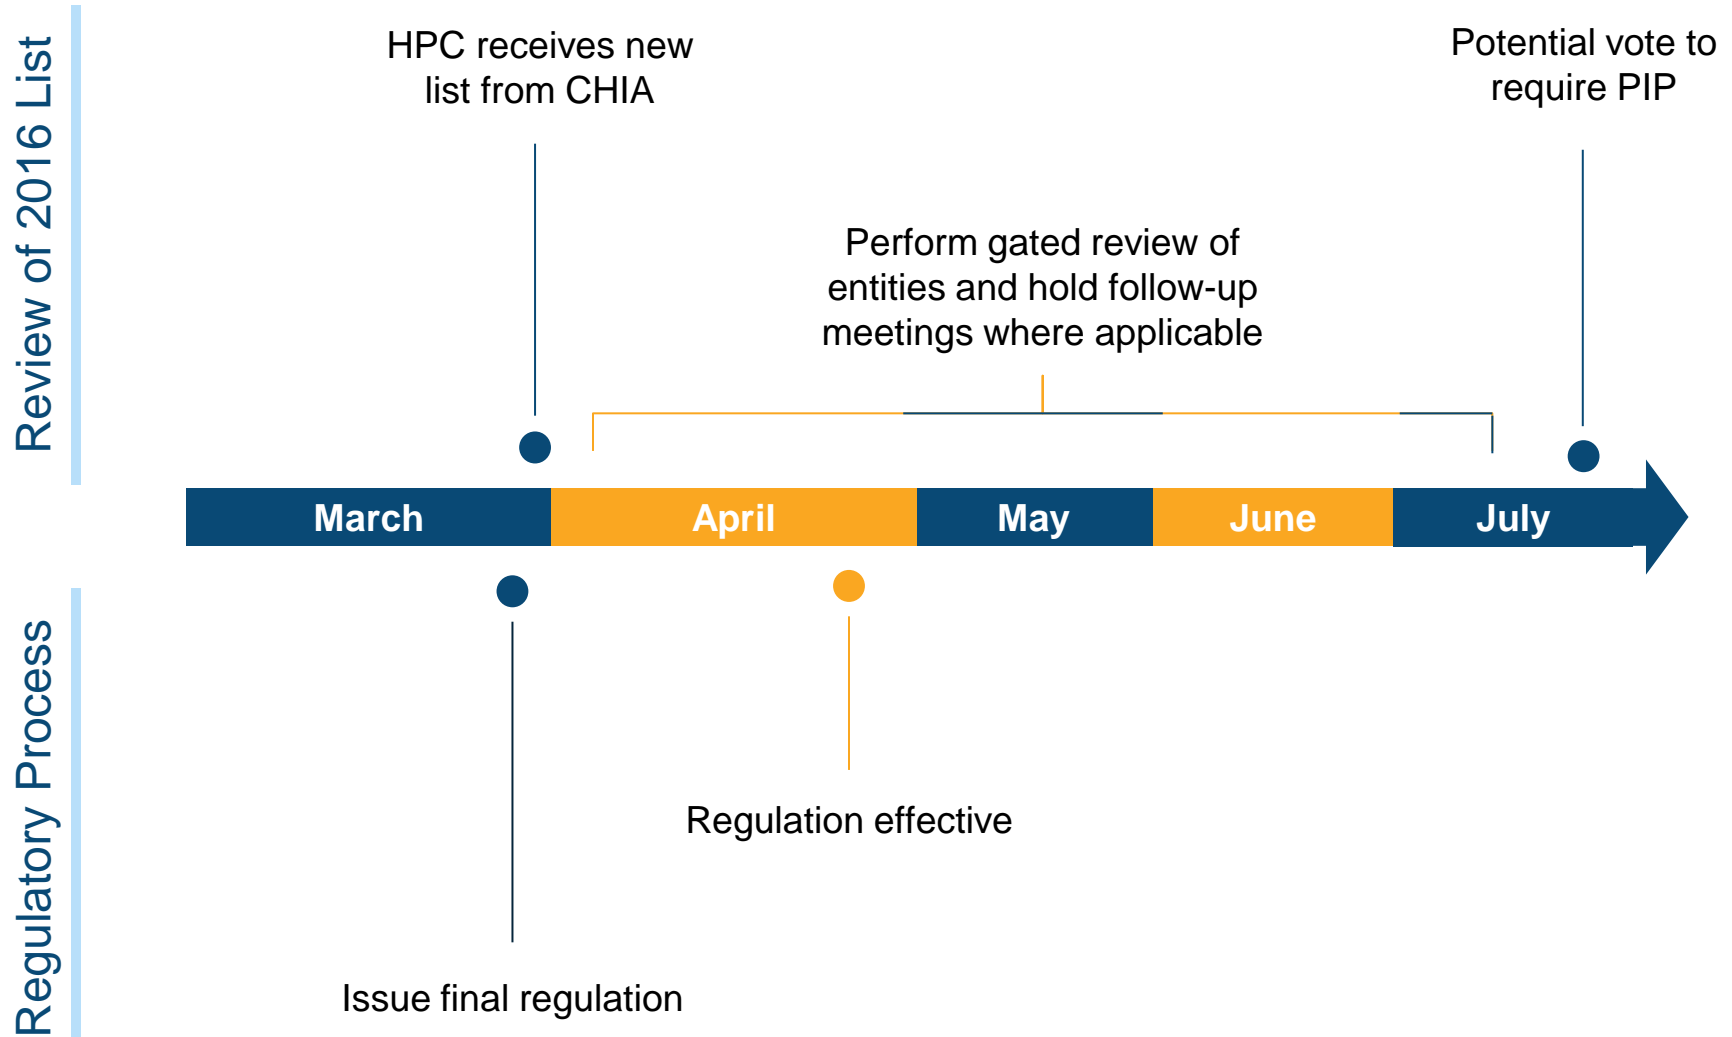 Review of 2016 List
HPC receives new
list from CHIA
Potential vote to
require PIP
Perform gated review of
entities and hold follow-up
meetings where applicable
March
April
May
June
July
Regulatory Process
Regulation effective
Issue final regulation